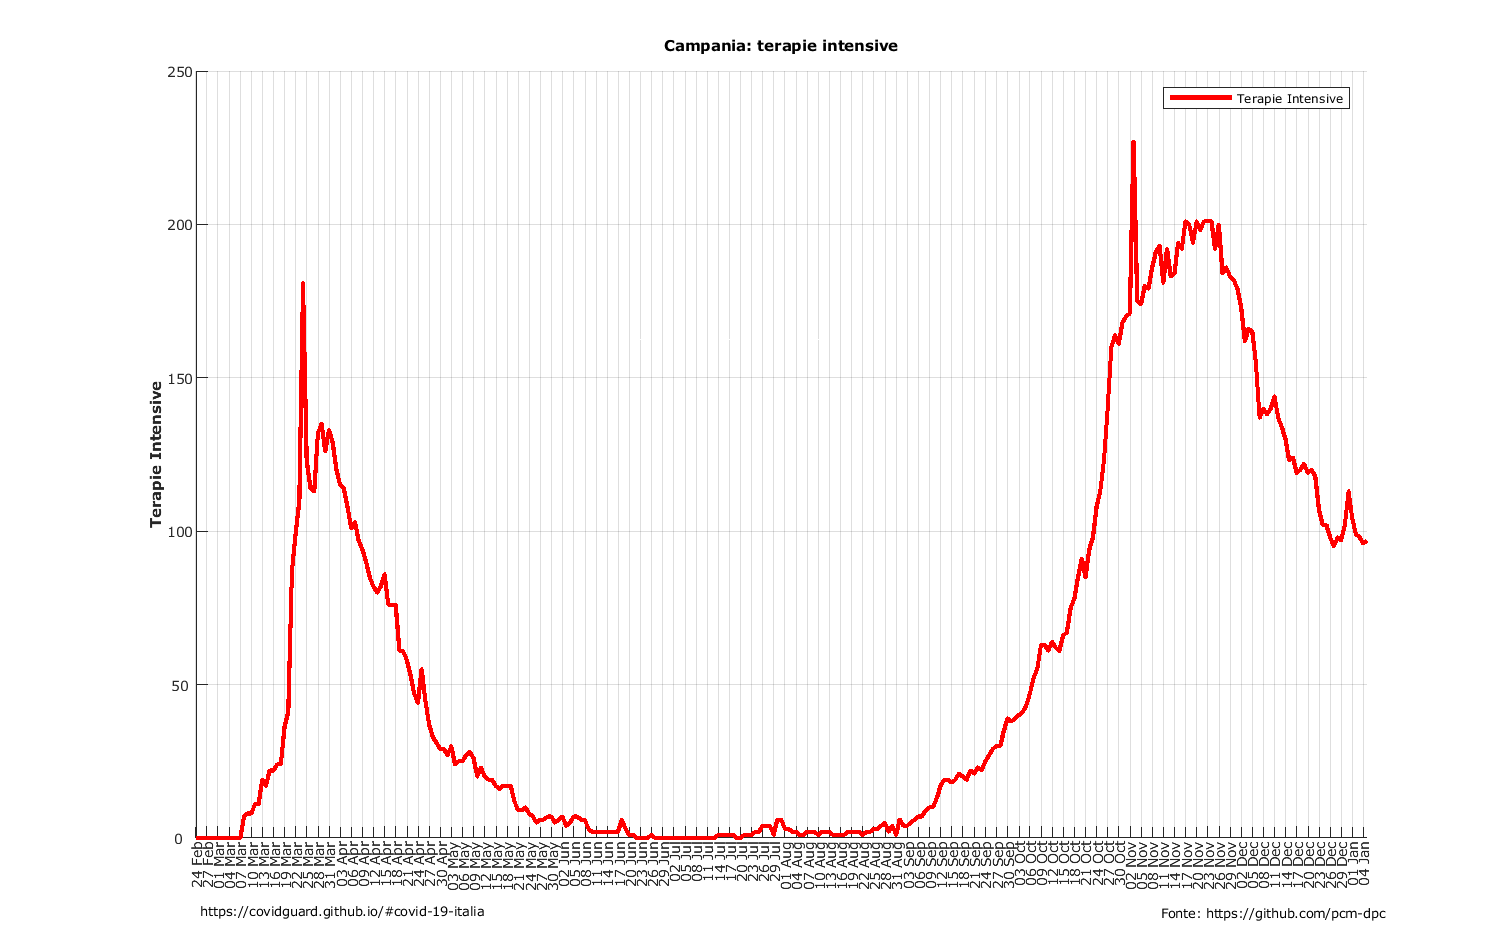 Campania: terapie intensive
Terapie Intensive
Terapie Intensive
250
200
150
100
50
0
24 Feb
27 Feb
01 Mar
04 Mar
07 Mar
10 Mar
13 Mar
16 Mar
19 Mar
22 Mar
25 Mar
28 Mar
31 Mar
03 Apr
06 Apr
09 Apr
12 Apr
15 Apr
18 Apr
21 Apr
24 Apr
27 Apr
30 Apr
03 May
06 May
09 May
12 May
15 May
18 May
21 May
24 May
27 May
30 May
02 Jun
05 Jun
08 Jun
11 Jun
14 Jun
17 Jun
20 Jun
23 Jun
26 Jun
29 Jun
02 Jul
05 Jul
08 Jul
11 Jul
14 Jul
17 Jul
20 Jul
23 Jul
26 Jul
29 Jul
01 Aug
04 Aug
07 Aug
10 Aug
13 Aug
16 Aug
19 Aug
22 Aug
25 Aug
28 Aug
31 Aug
03 Sep
06 Sep
09 Sep
12 Sep
15 Sep
18 Sep
21 Sep
24 Sep
27 Sep
30 Sep
03 Oct
06 Oct
09 Oct
12 Oct
15 Oct
18 Oct
21 Oct
24 Oct
27 Oct
30 Oct
02 Nov
05 Nov
08 Nov
11 Nov
14 Nov
17 Nov
20 Nov
23 Nov
26 Nov
29 Nov
02 Dec
05 Dec
08 Dec
11 Dec
14 Dec
17 Dec
20 Dec
23 Dec
26 Dec
29 Dec
01 Jan
04 Jan
https://covidguard.github.io/#covid-19-italia
Fonte: https://github.com/pcm-dpc